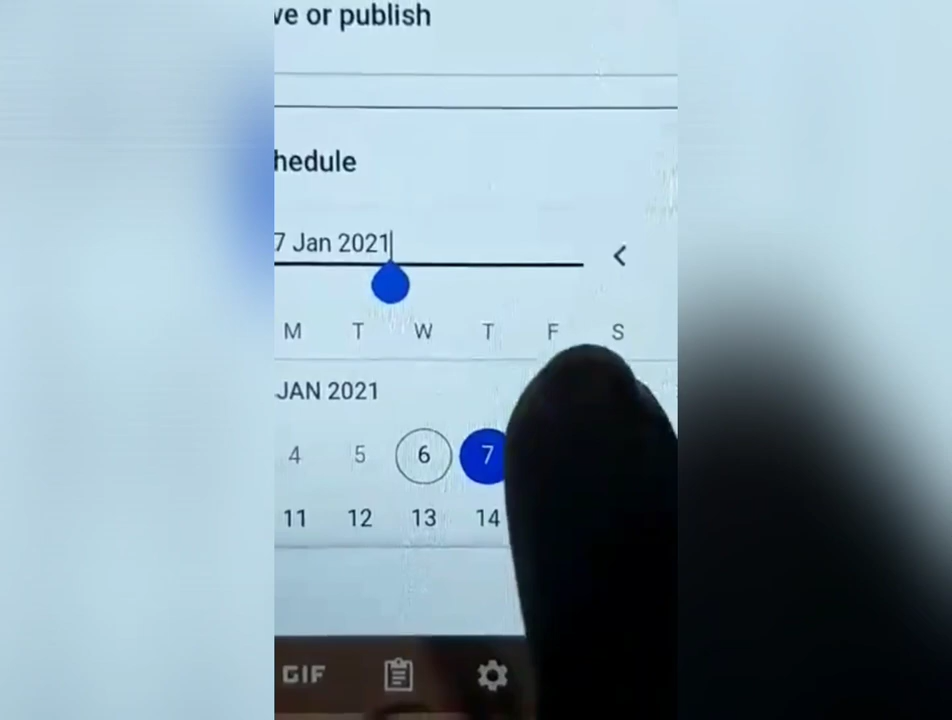 ve or publish
hedule
7 Jan 2021
M T W T F S
JAN 2021
4 5 6 7
11 12 13 14
GIF